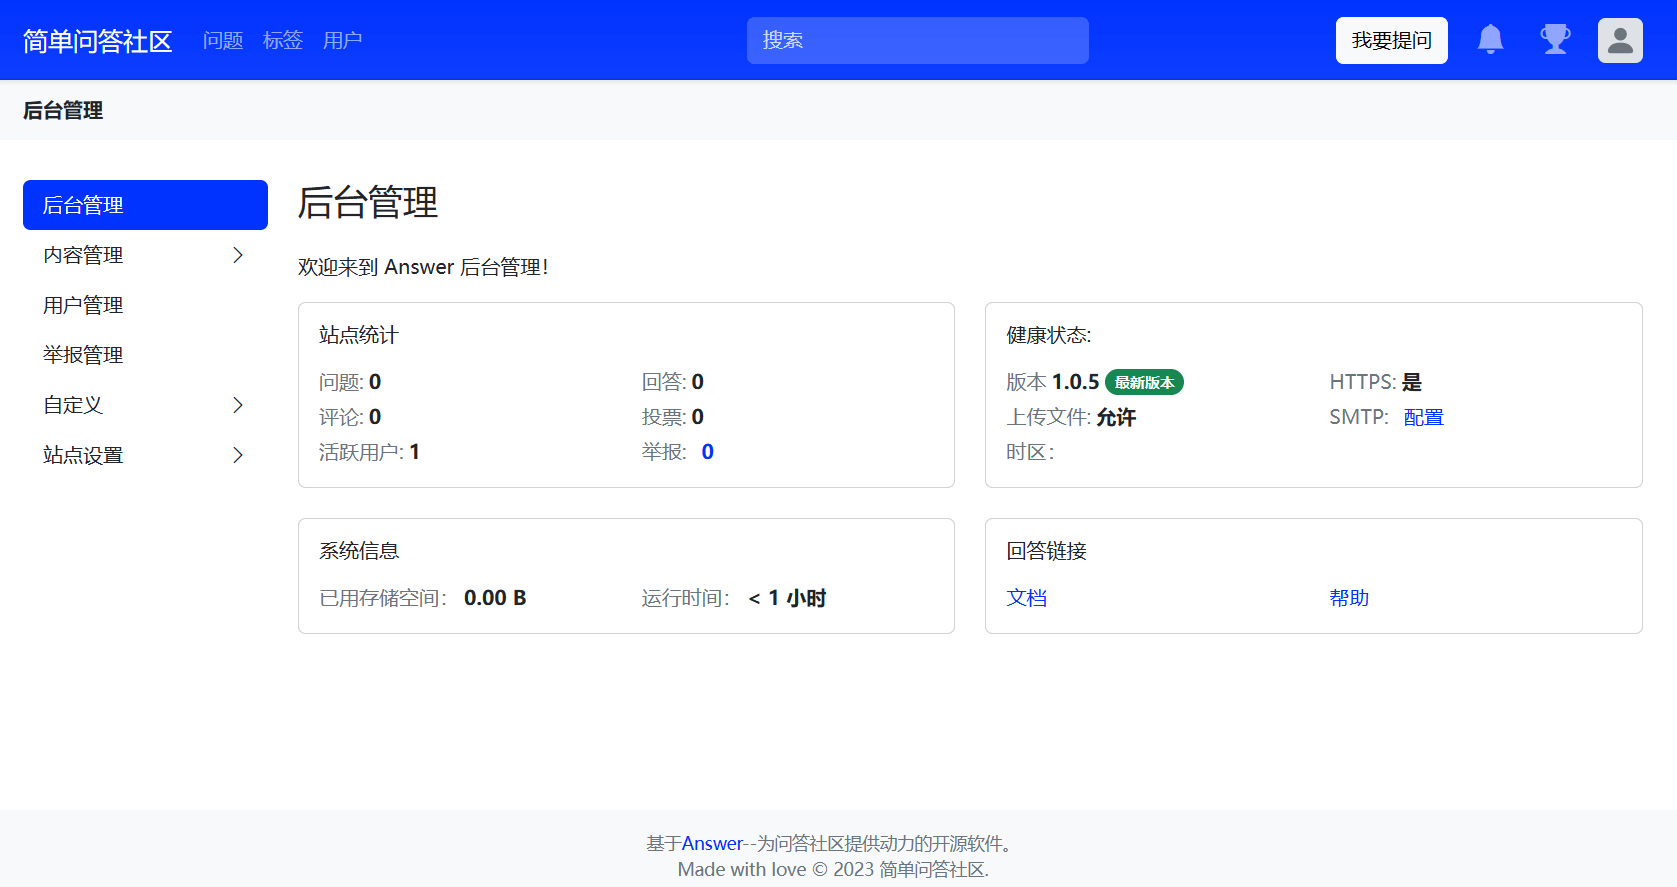 简单问答社区 问题 标签 用户 搜索 我要提问
后台管理
后台管理
内容管理
用户管理
举报管理
自定义
站点设置
后台管理
欢迎来到 Answer 后台管理！
站点统计
问题: 0 回答: 0
评论: 0 投票: 0
活跃用户: 1 举报: 0
健康状态:
版本 1.0.5 最新版本 HTTPS: 是
上传文件: 允许 SMTP: 配置
时区：
系统信息
已用存储空间： 0.00 B 运行时间： < 1 小时
回答链接
文档 帮助
基于Answer--为问答社区提供动力的开源软件。
Made with love © 2023 简单问答社区.